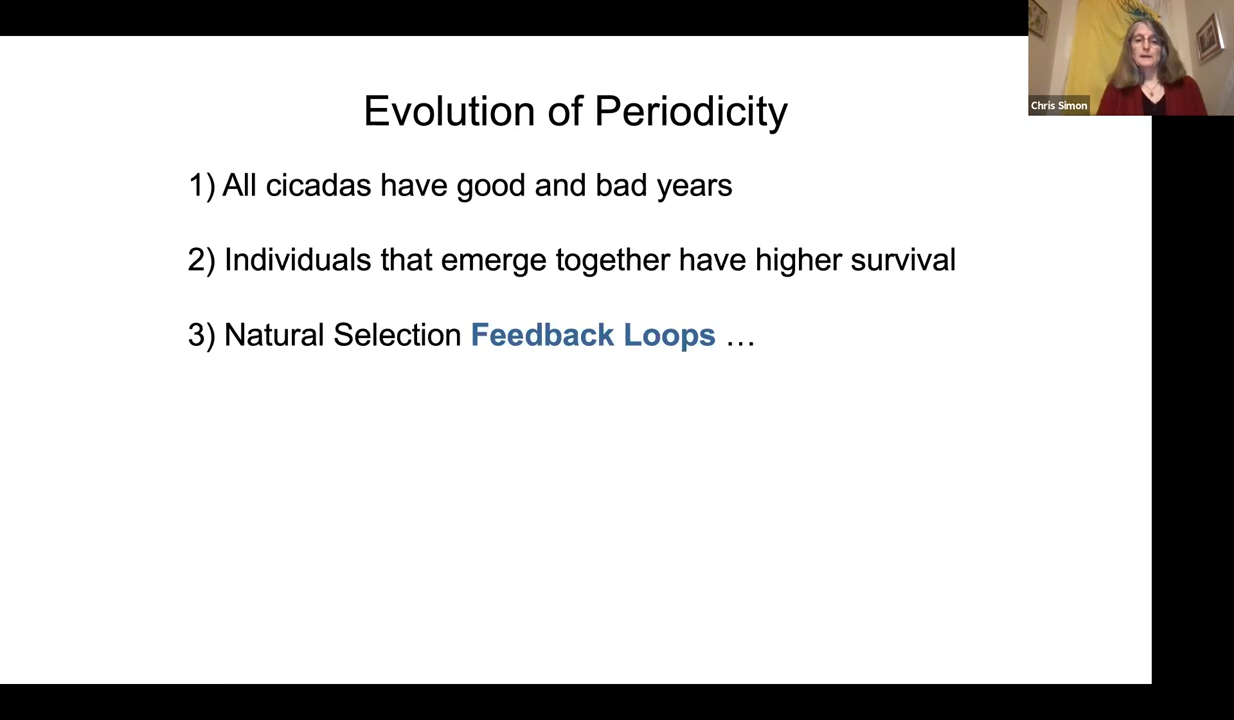 Chris Simon
Evolution of Periodicity
1) All cicadas have good and bad years
2) Individuals that emerge together have higher survival
3) Natural Selection Feedback Loops …